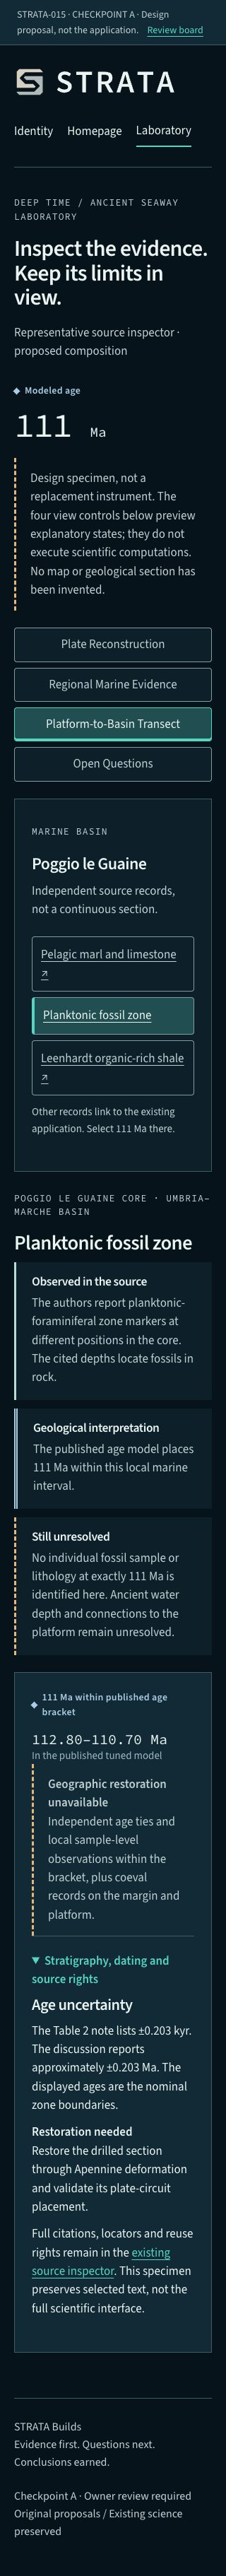 STRATA-015 · CHECKPOINT A · Design
proposal, not the application. Review board
STRATA
Identity Homepage Laboratory
DEEP TIME / ANCIENT SEAWAY
LABORATORY
Inspect the evidence.
Keep its limits in
view.
Representative source inspector ·
proposed composition
◆ Modeled age
111 Ma
Design specimen, not a
replacement instrument. The
four view controls below preview
explanatory states; they do not
execute scientific computations.
No map or geological section has
been invented.
Plate Reconstruction
Regional Marine Evidence
Platform-to-Basin Transect
Open Questions
MARINE BASIN
Poggio le Guaine
Independent source records,
not a continuous section.
Pelagic marl and limestone
↗
Planktonic fossil zone
Leenhardt organic-rich shale
↗
Other records link to the existing
application. Select 111 Ma there.
POGGIO LE GUAINE CORE · UMBRIA–
MARCHE BASIN
Planktonic fossil zone
Observed in the source
The authors report planktonic-
foraminiferal zone markers at
different positions in the core.
The cited depths locate fossils in
rock.
Geological interpretation
The published age model places
111 Ma within this local marine
interval.
Still unresolved
No individual fossil sample or
lithology at exactly 111 Ma is
identified here. Ancient water
depth and connections to the
platform remain unresolved.
◆ 111 Ma within published age
bracket
112.80–110.70 Ma
In the published tuned model
Geographic restoration
unavailable
Independent age ties and
local sample-level
observations within the
bracket, plus coeval
records on the margin and
platform.
▼ Stratigraphy, dating and
source rights
Age uncertainty
The Table 2 note lists ±0.203 kyr.
The discussion reports
approximately ±0.203 Ma. The
displayed ages are the nominal
zone boundaries.
Restoration needed
Restore the drilled section
through Apennine deformation
and validate its plate-circuit
placement.
Full citations, locators and reuse
rights remain in the existing
source inspector. This specimen
preserves selected text, not the
full scientific interface.
STRATA Builds
Evidence first. Questions next.
Conclusions earned.
Checkpoint A · Owner review required
Original proposals / Existing science
preserved